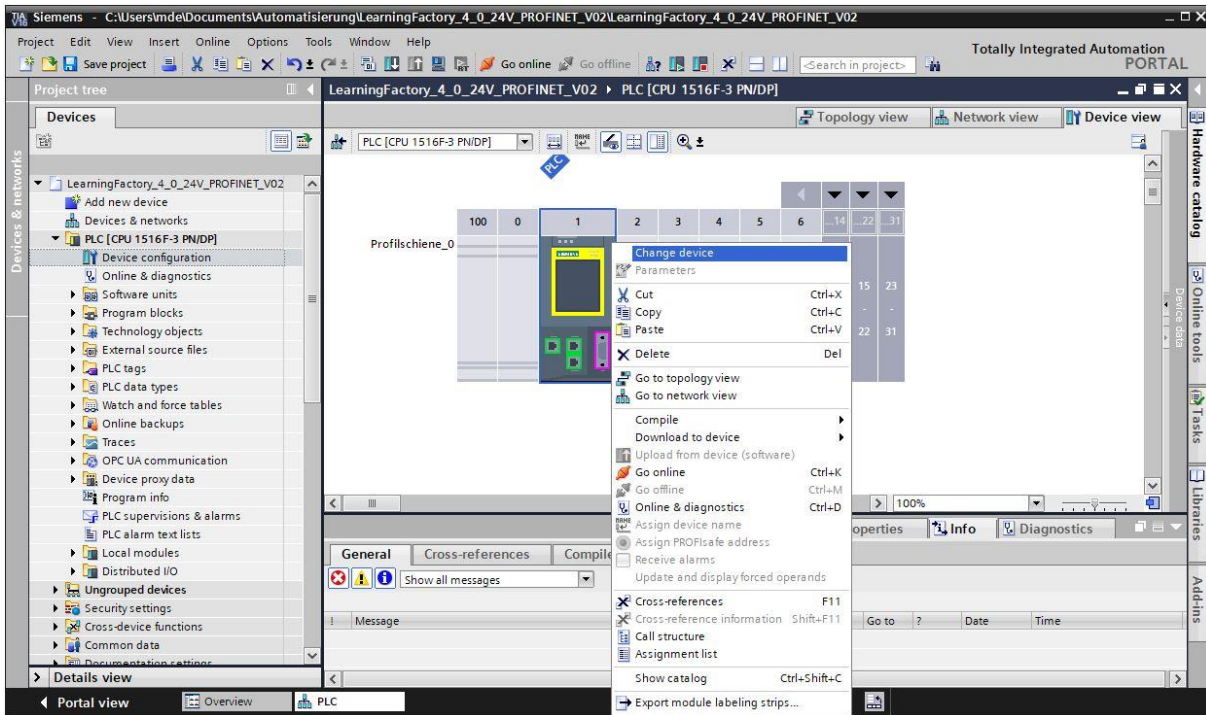 Siemens - C:\Users\mde\Documents\Automatisierung\LearningFactory_4_0_24V_PROFINET_V02\LearningFactory_4_0_24V_PROFINET_V02
Project Edit View Insert Online Options Tools Window Help
Totally Integrated Automation
PORTAL
Save project Go online Go offline <Search in project>
Project tree
LearningFactory_4_0_24V_PROFINET_V02 PLC [CPU 1516F-3 PN/DP]
Devices
Topology view Network view Device view
PLC [CPU 1516F-3 PN/DP]
PLC
LearningFactory_4_0_24V_PROFINET_V02
Add new device
Devices & networks
PLC [CPU 1516F-3 PN/DP]
Device configuration
Online & diagnostics
Software units
Program blocks
Technology objects
External source files
PLC tags
PLC data types
Watch and force tables
Online backups
Traces
OPC UA communication
Device proxy data
Program info
PLC supervisions & alarms
PLC alarm text lists
Local modules
Distributed I/O
Ungrouped devices
Security settings
Cross-device functions
Common data
Documentation settings
Details view
Portal view Overview PLC
Devices & networks
100 0 1 2 3 4 5 6 ...14 ...22 ...31
Profilschiene_0
SIEMENS
15 23
- -
22 31
Change device
Parameters
Cut Ctrl+X
Copy Ctrl+C
Paste Ctrl+V
Delete Del
Go to topology view
Go to network view
Compile
Download to device
Upload from device (software)
Go online Ctrl+K
Go offline Ctrl+M
Online & diagnostics Ctrl+D
Assign device name
Assign PROFIsafe address
Receive alarms
Update and display forced operands
Cross-references F11
Cross-reference information Shift+F11
Call structure
Assignment list
Show catalog Ctrl+Shift+C
Export module labeling strips...
100%
operties Info Diagnostics
General Cross-references Compile
Show all messages
! Message Go to ? Date Time
Device data
Hardware catalog
Online tools
Tasks
Libraries
Add-ins